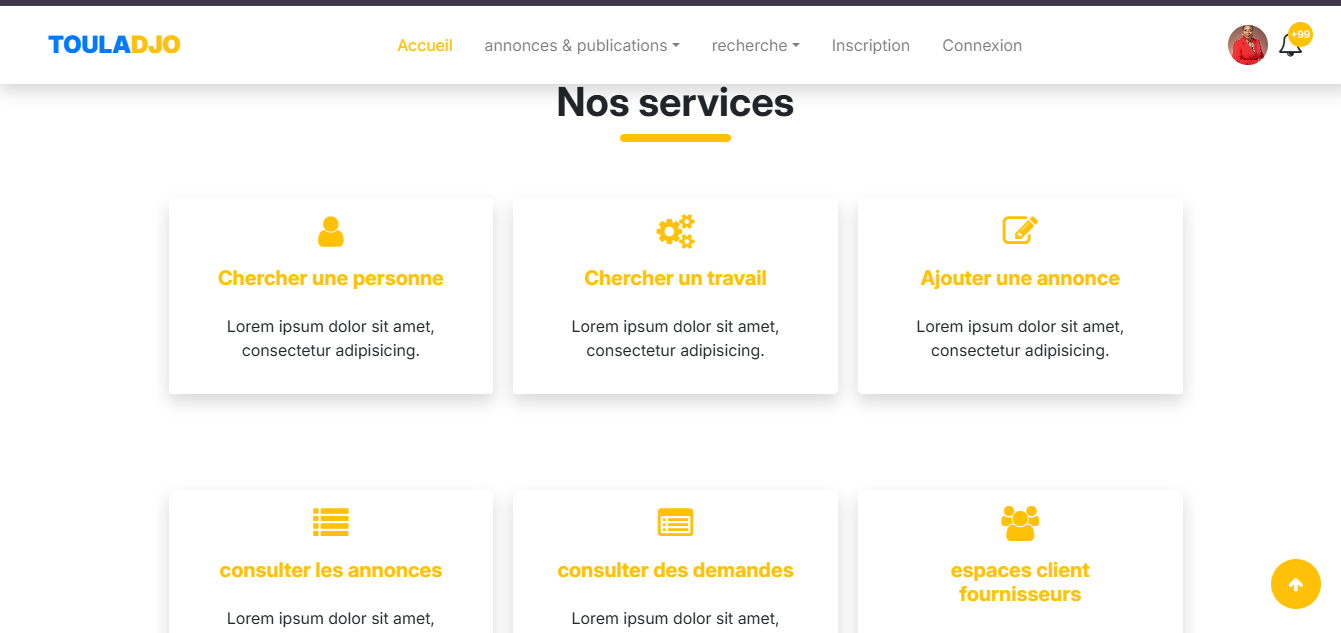 TOULADJO
Accueil
annonces & publications
recherche
Inscription
Connexion
+99
Nos services
Chercher une personne
Lorem ipsum dolor sit amet,
consectetur adipisicing.
Chercher un travail
Lorem ipsum dolor sit amet,
consectetur adipisicing.
Ajouter une annonce
Lorem ipsum dolor sit amet,
consectetur adipisicing.
consulter les annonces
Lorem ipsum dolor sit amet,
consulter des demandes
Lorem ipsum dolor sit amet,
espaces client
fournisseurs